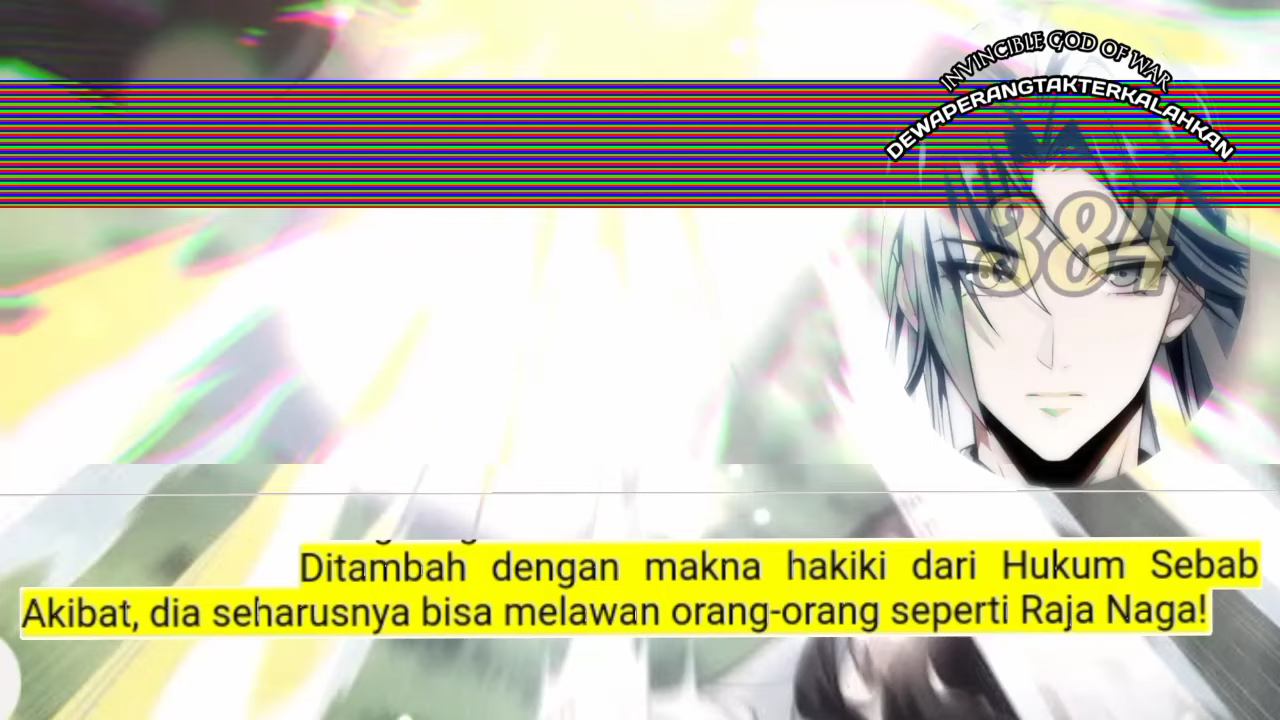 INVINCIBLE GOD OF WAR
DEWAPERANGTAKTERKALAHKAN
384
Ditambah dengan makna hakiki dari Hukum Sebab
Akibat, dia seharusnya bisa melawan orang-orang seperti Raja Naga!